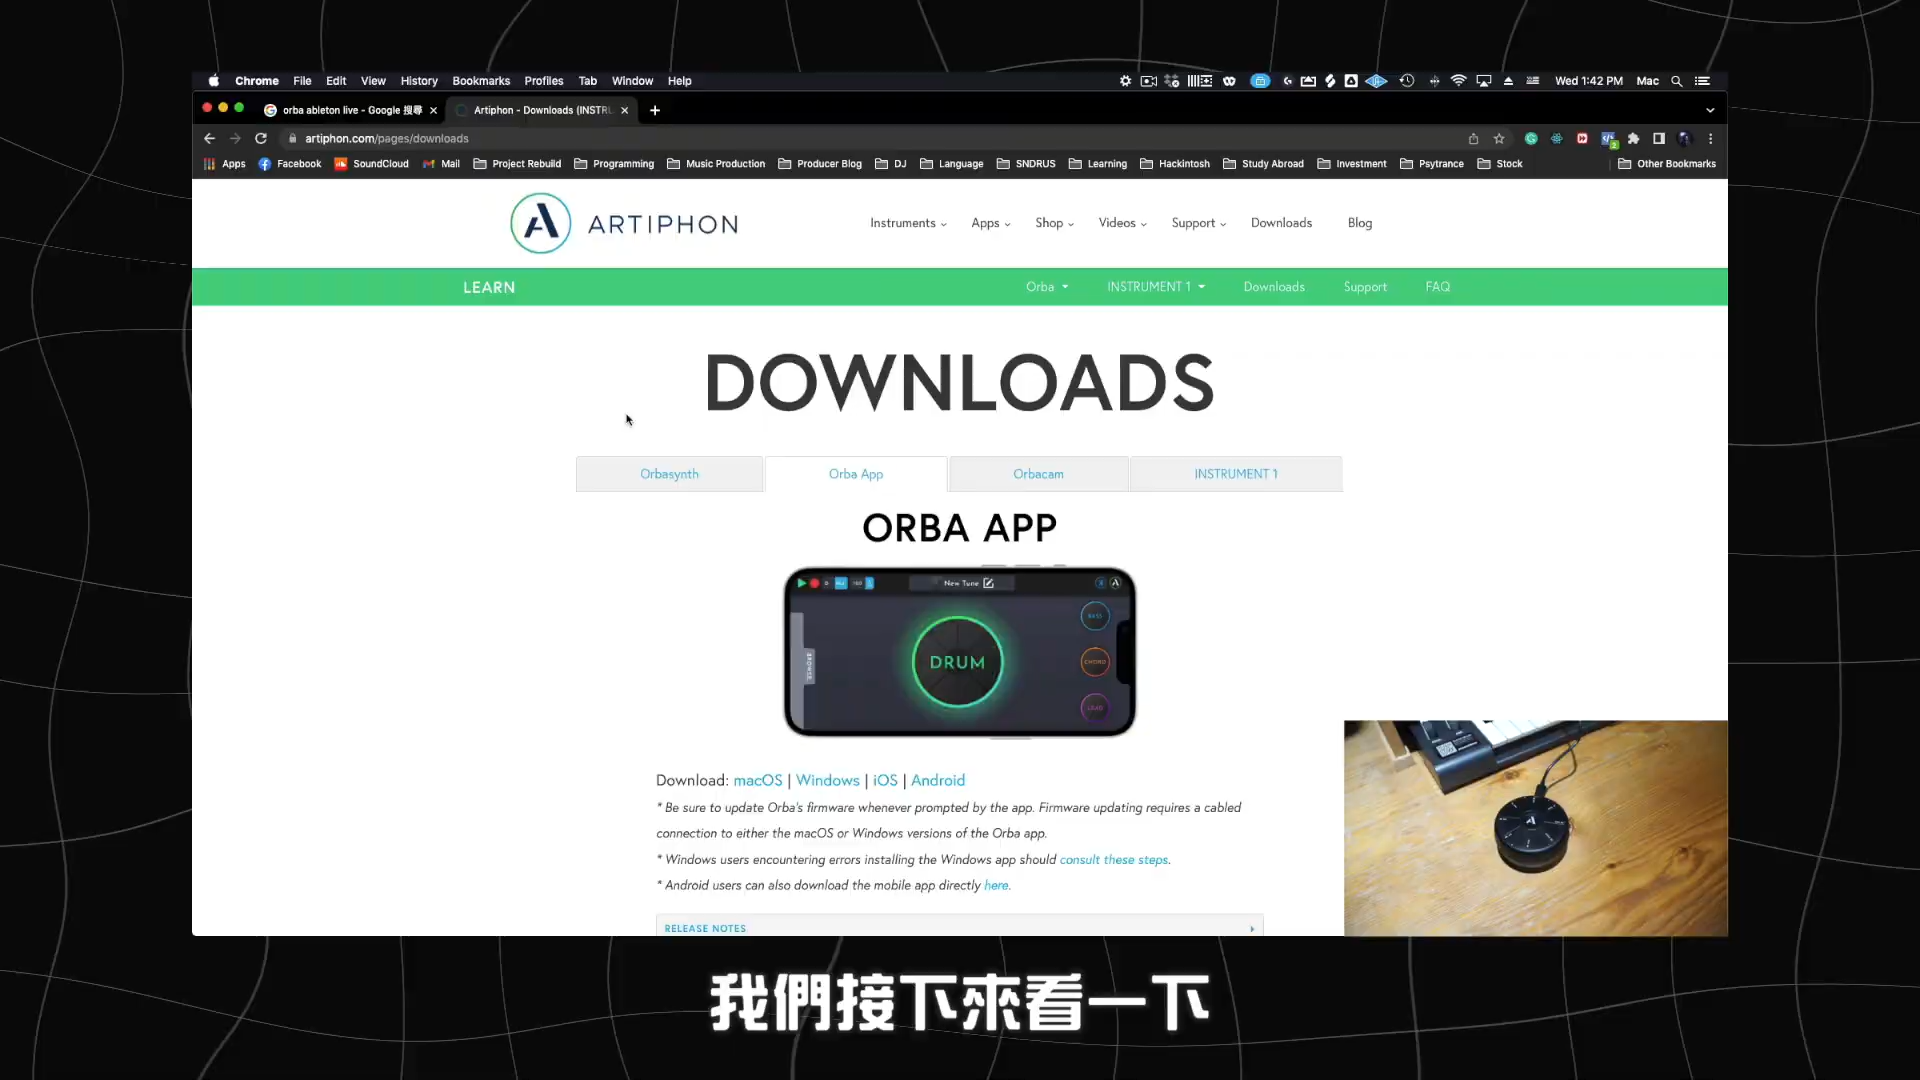 Chrome File Edit View History Bookmarks Profiles Tab Window Help Wed 1:42 PM Mac
orba ableton live - Google 搜尋 Artiphon - Downloads (INSTRU
artiphon.com/pages/downloads
Apps Facebook SoundCloud Mail Project Rebuild Programming Music Production Producer Blog DJ Language SNDRUS Learning Hackintosh Study Abroad Investment Psytrance Stock Other Bookmarks
ARTIPHON
Instruments Apps Shop Videos Support Downloads Blog
LEARN Orba INSTRUMENT 1 Downloads Support FAQ
DOWNLOADS
Orbasynth Orba App Orbacam INSTRUMENT 1
ORBA APP
New Tune
BASS
DRUM
CHORD
LEAD
Download: macOS | Windows | iOS | Android
* Be sure to update Orba's firmware whenever prompted by the app. Firmware updating requires a cabled
connection to either the macOS or Windows versions of the Orba app.
* Windows users encountering errors installing the Windows app should consult these steps.
* Android users can also download the mobile app directly here.
RELEASE NOTES
我們接下來看一下